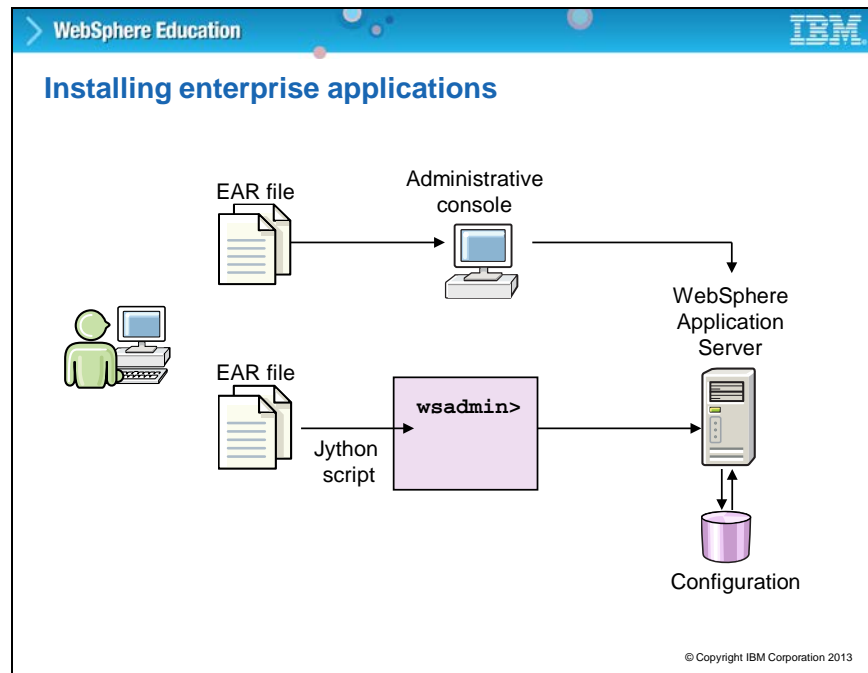 WebSphere Education
IBM
Installing enterprise applications
EAR file
Administrative
console
WebSphere
Application
Server
EAR file
Jython
script
wsadmin>
Configuration
© Copyright IBM Corporation 2013